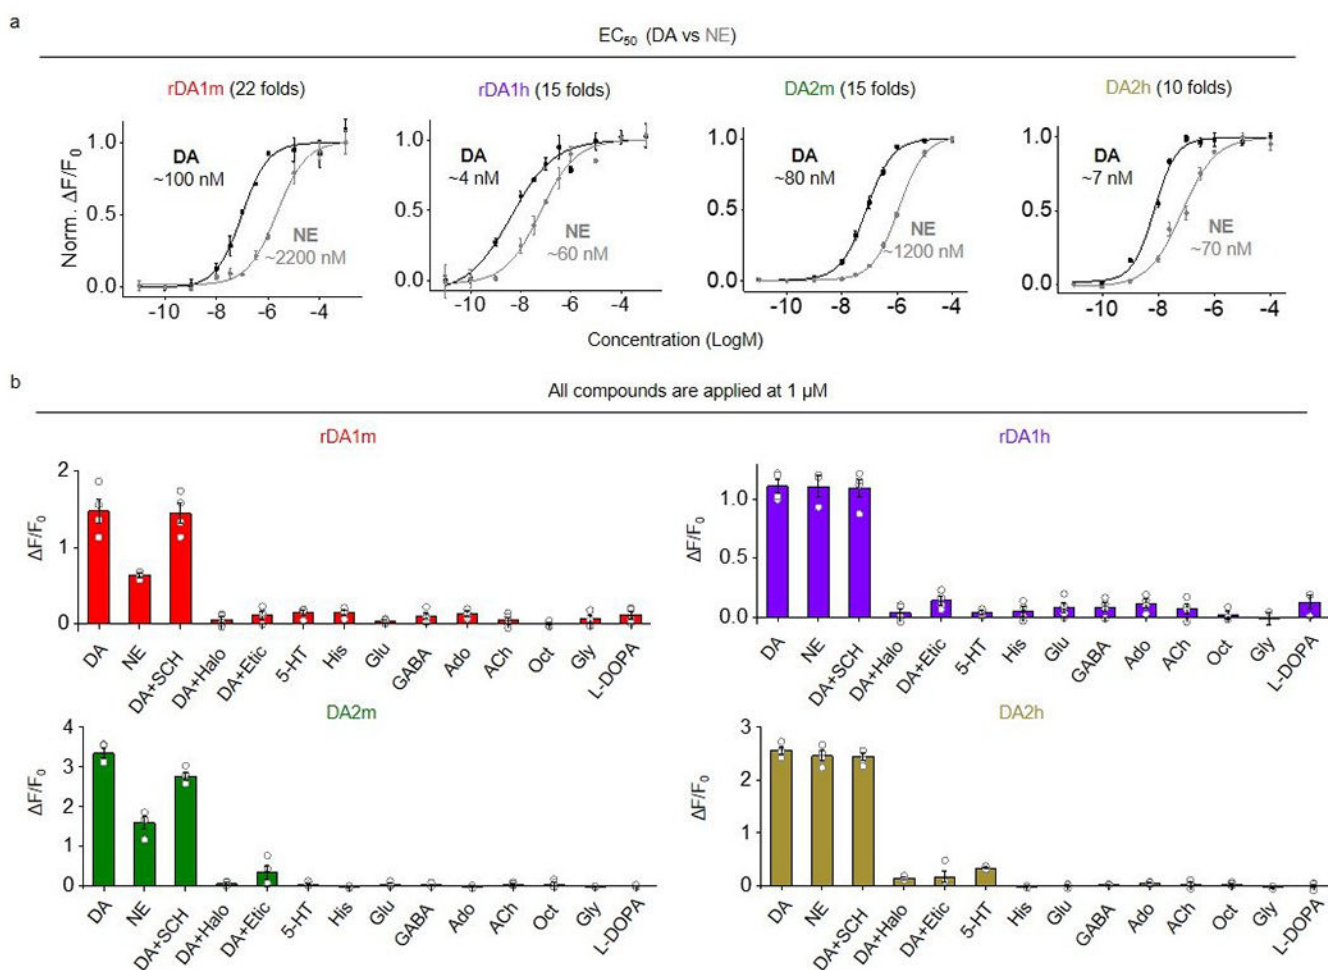 a
EC50 (DA vs NE)
rDA1m (22 folds)
rDA1h (15 folds)
DA2m (15 folds)
DA2h (10 folds)
Norm. ΔF/F0
1.0
0.5
0.0
DA
~100 nM
NE
~2200 nM
-10 -8 -6 -4
1.0
0.5
0.0
DA
~4 nM
NE
~60 nM
-10 -8 -6 -4
1.0
0.5
0.0
DA
~80 nM
NE
~1200 nM
-10 -8 -6 -4
1.0
0.5
0.0
DA
~7 nM
NE
~70 nM
-10 -8 -6 -4
Concentration (LogM)
b
All compounds are applied at 1 μM
rDA1m
ΔF/F0
2
1
0
DA NE DA+SCH DA+Halo DA+Etic 5-HT His Glu GABA Ado ACh Oct Gly L-DOPA
rDA1h
ΔF/F0
1.0
0.5
0.0
DA NE DA+SCH DA+Halo DA+Etic 5-HT His Glu GABA Ado ACh Oct Gly L-DOPA
DA2m
ΔF/F0
4
3
2
1
0
DA NE DA+SCH DA+Halo DA+Etic 5-HT His Glu GABA Ado ACh Oct Gly L-DOPA
DA2h
ΔF/F0
3
2
1
0
DA NE DA+SCH DA+Halo DA+Etic 5-HT His Glu GABA Ado ACh Oct Gly L-DOPA